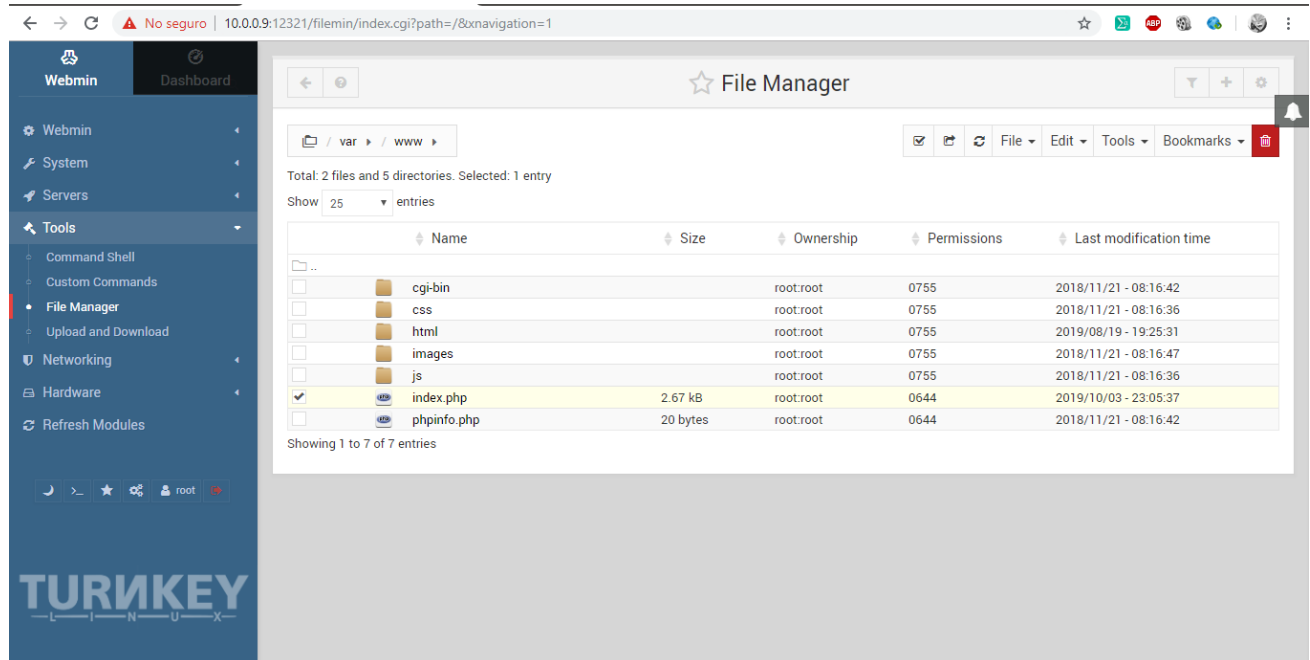 No seguro | 10.0.0.9:12321/filemin/index.cgi?path=/&xnavigation=1
ABP
Webmin
Dashboard
Webmin
System
Servers
Tools
Command Shell
Custom Commands
File Manager
Upload and Download
Networking
Hardware
Refresh Modules
root
TURNKEY
LINUX
File Manager
/ var / www
File Edit Tools Bookmarks
Total: 2 files and 5 directories. Selected: 1 entry
Show 25 entries
Name Size Ownership Permissions Last modification time
..
cgi-bin root:root 0755 2018/11/21 - 08:16:42
css root:root 0755 2018/11/21 - 08:16:36
html root:root 0755 2019/08/19 - 19:25:31
images root:root 0755 2018/11/21 - 08:16:47
js root:root 0755 2018/11/21 - 08:16:36
index.php 2.67 kB root:root 0644 2019/10/03 - 23:05:37
phpinfo.php 20 bytes root:root 0644 2018/11/21 - 08:16:42
Showing 1 to 7 of 7 entries